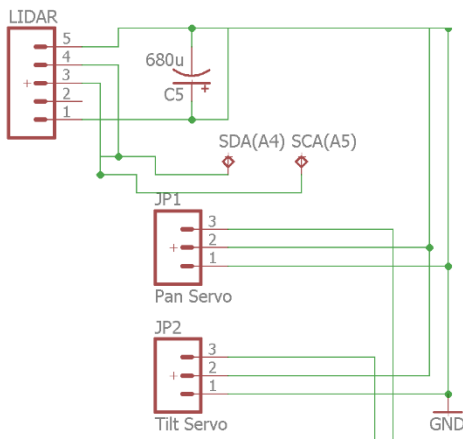 LIDAR
5
4
3
2
1
680u
C5
SDA(A4) SCA(A5)
JP1
3
2
1
Pan Servo
JP2
3
2
1
Tilt Servo
GND